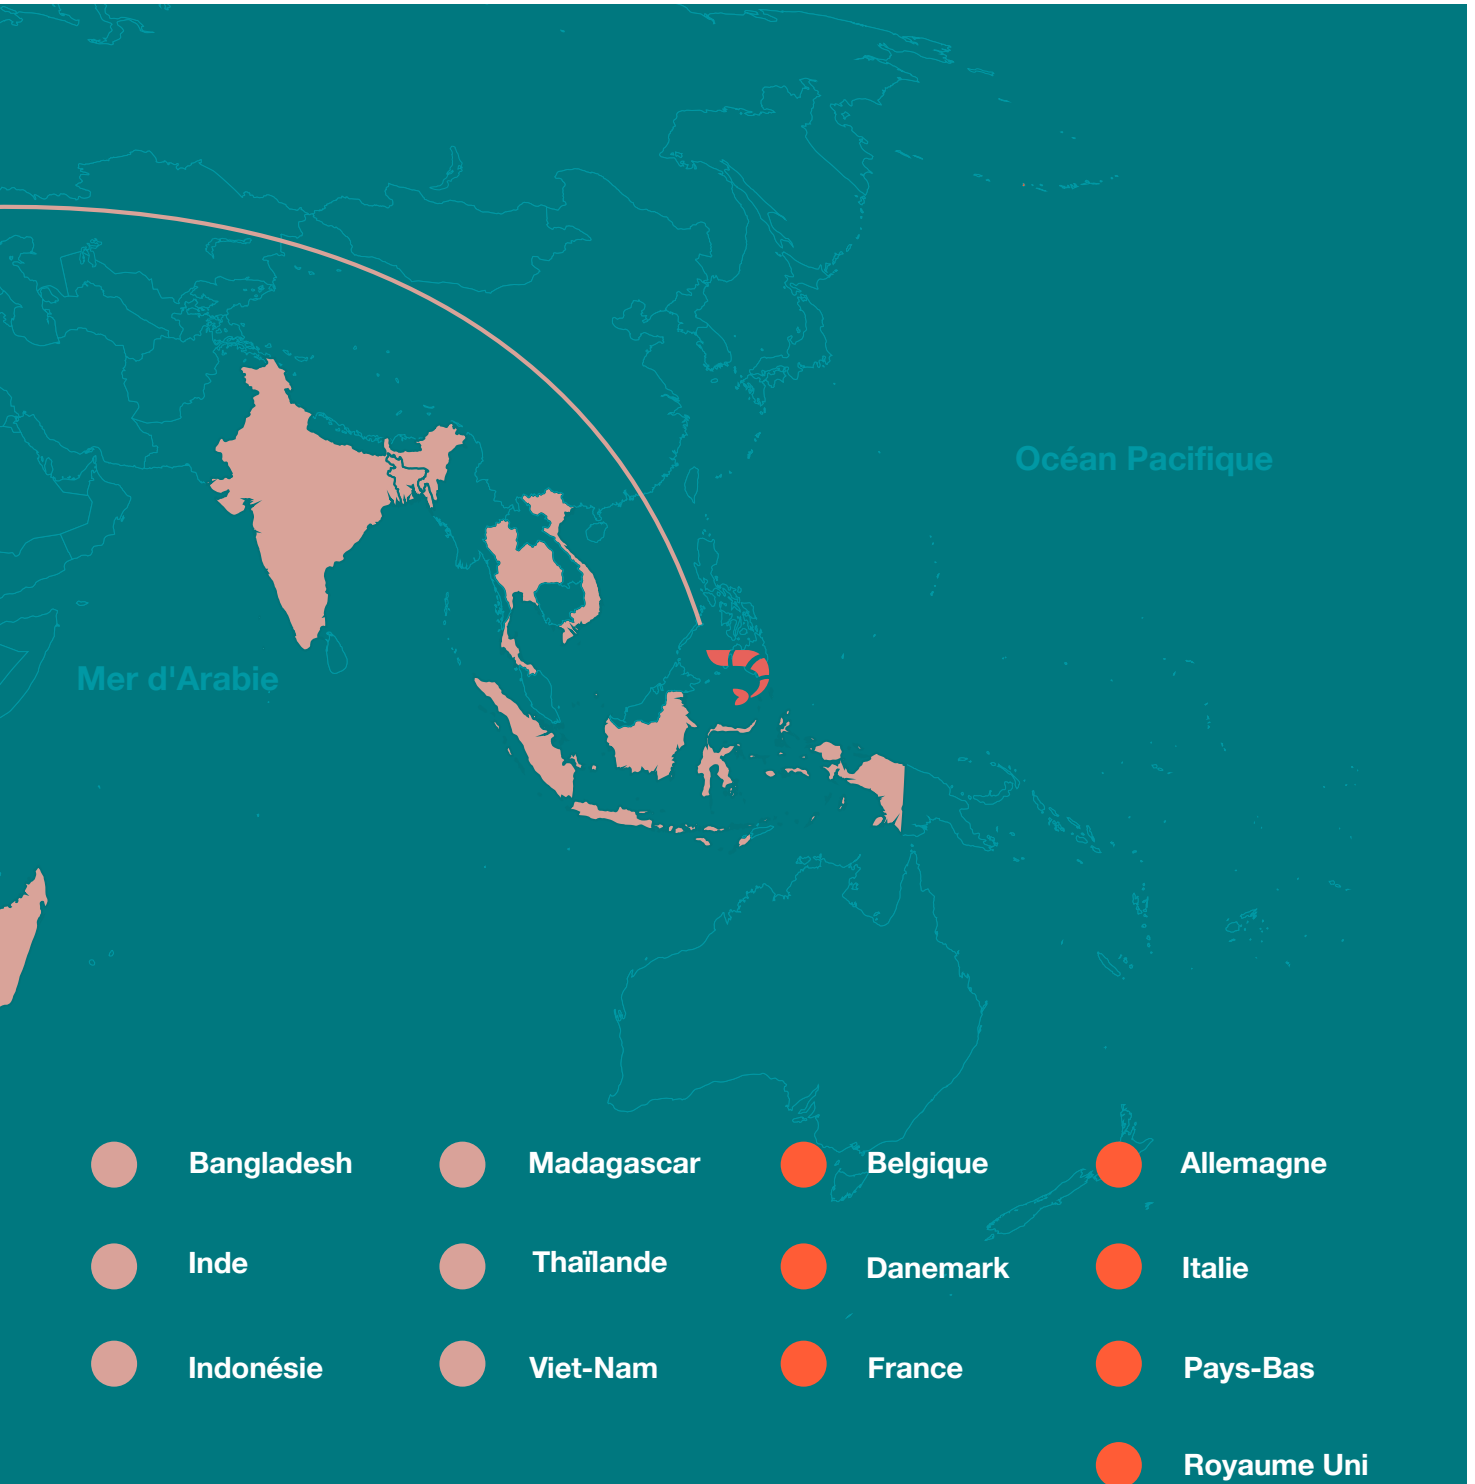 Océan Pacifique
Mer d'Arabie
Bangladesh
Madagascar
Belgique
Allemagne
Inde
Thaïlande
Danemark
Italie
Indonésie
Viet-Nam
France
Pays-Bas
Royaume Uni